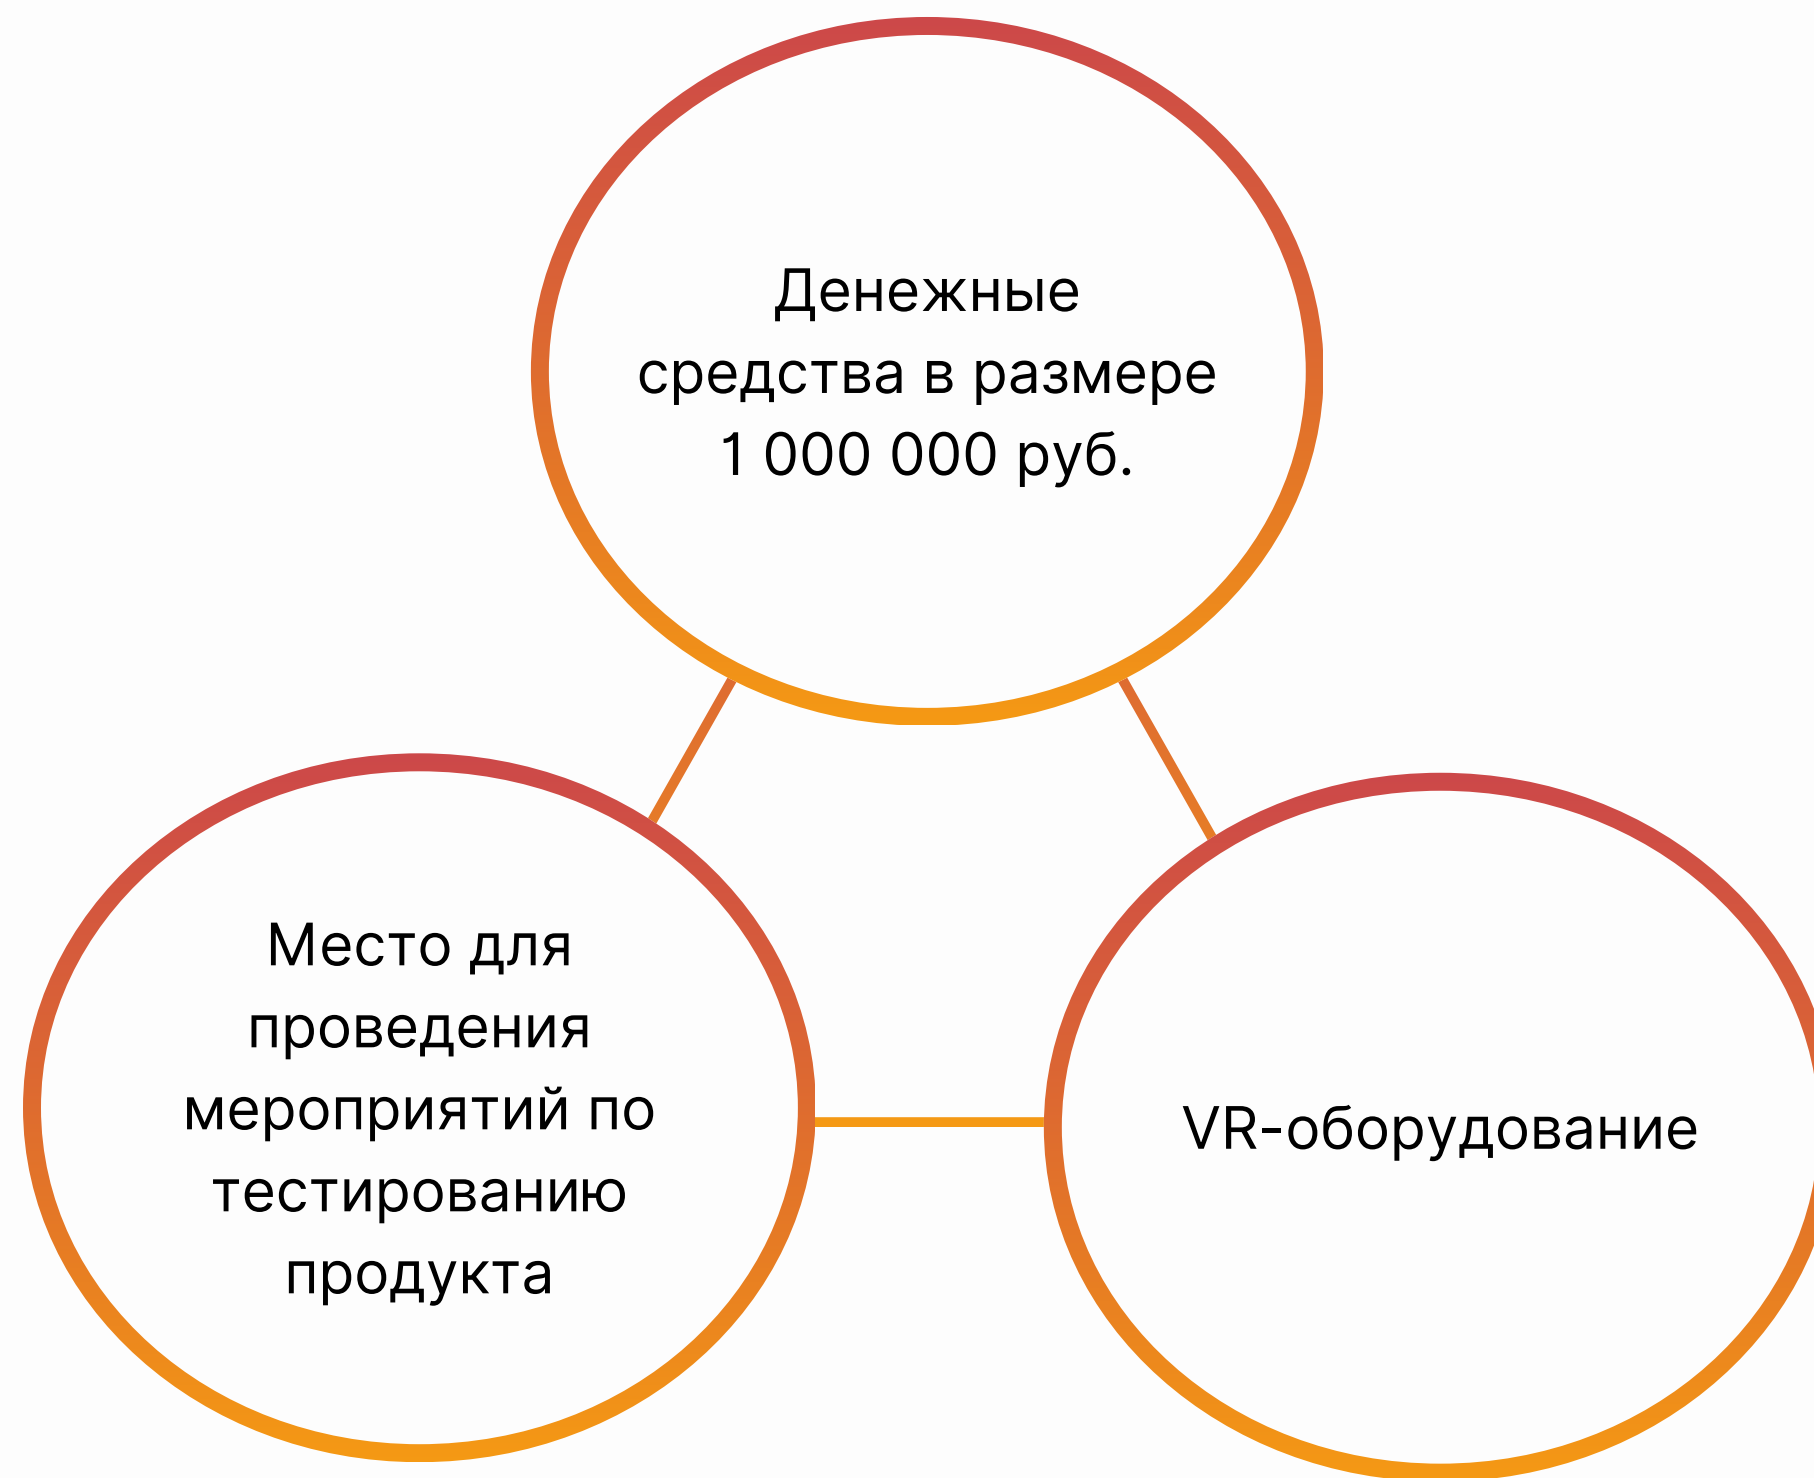 Денежные
средства в размере
1 000 000 руб.
Место для
проведения
мероприятий по
тестированию
продукта
VR-оборудование